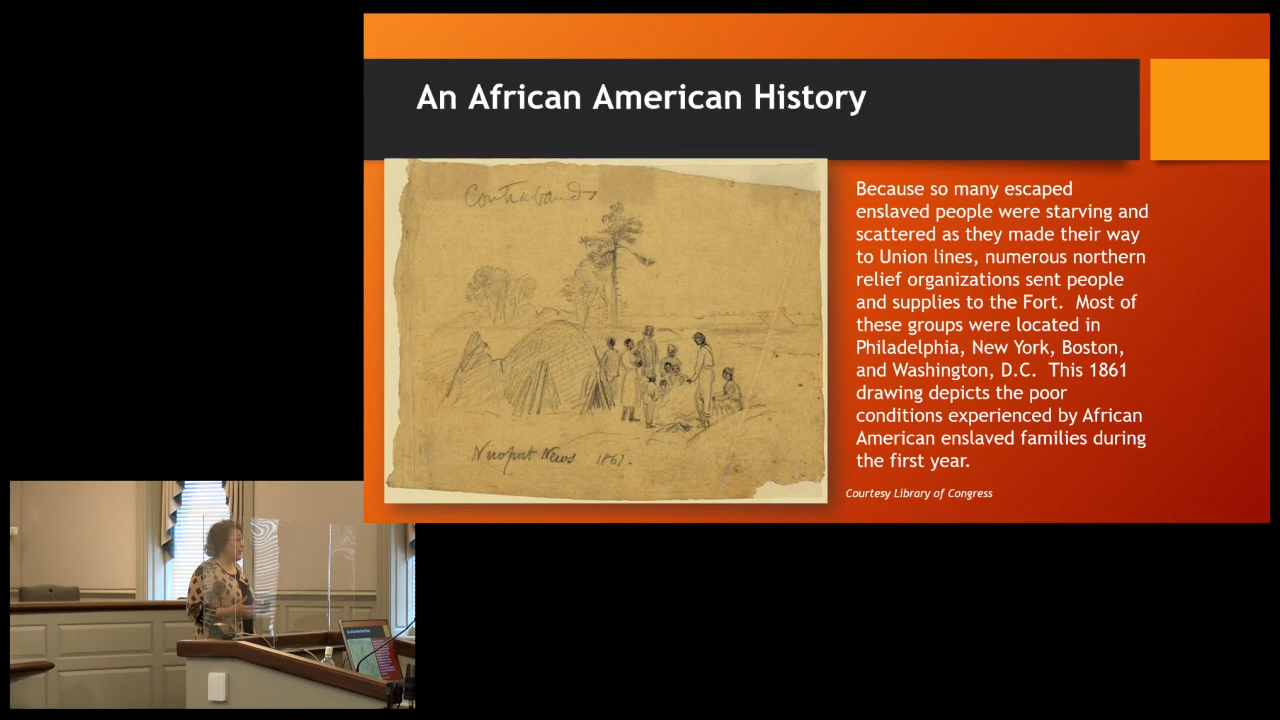 An African American History
Contrabands
Newport News 1861.
Because so many escaped
enslaved people were starving and
scattered as they made their way
to Union lines, numerous northern
relief organizations sent people
and supplies to the Fort.  Most of
these groups were located in
Philadelphia, New York, Boston,
and Washington, D.C.  This 1861
drawing depicts the poor
conditions experienced by African
American enslaved families during
the first year.
Courtesy Library of Congress